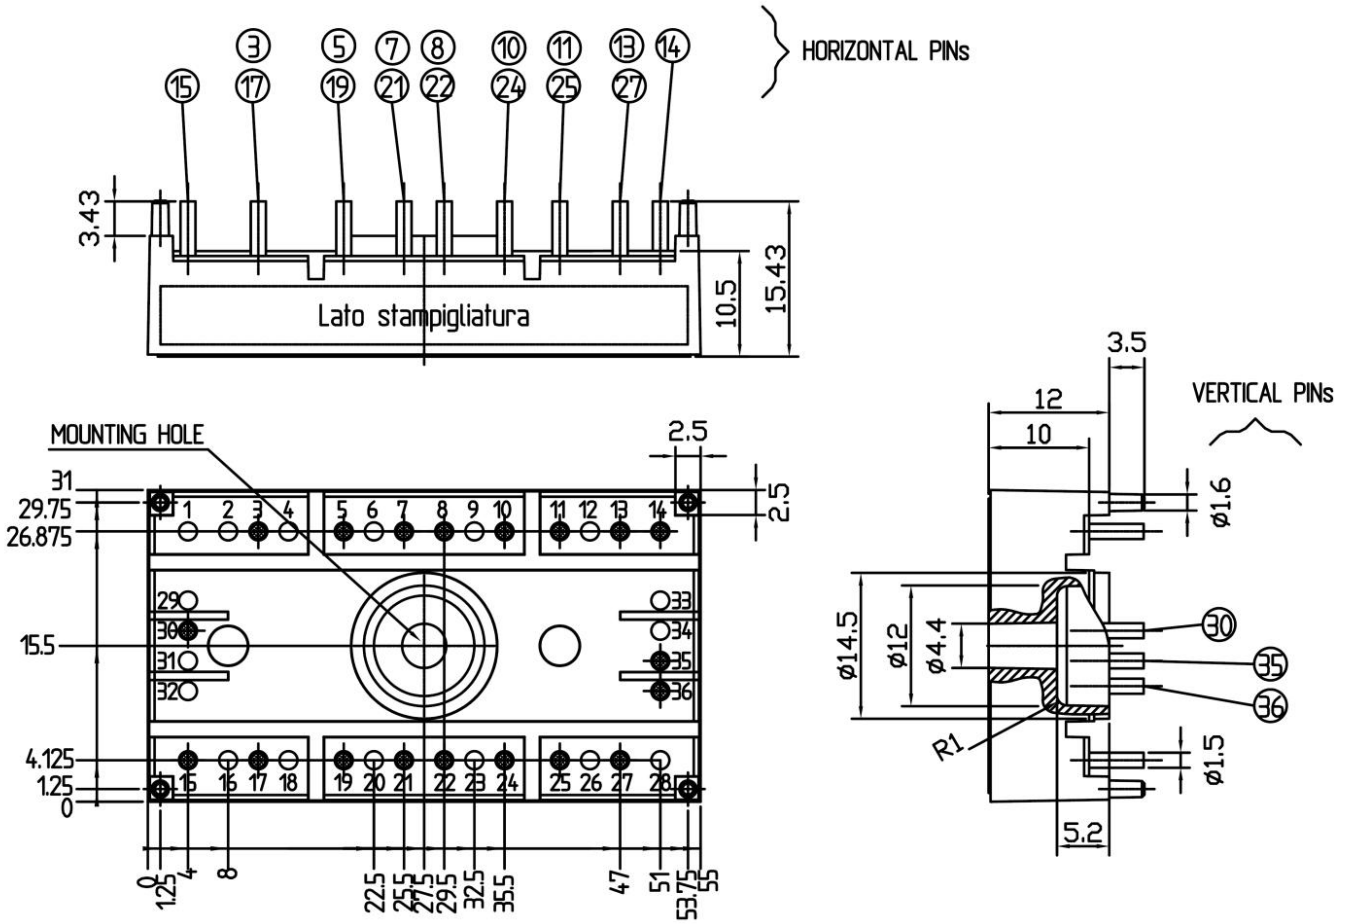 3 5 7 8 10 11 13 14
HORIZONTAL PINs
15 17 19 21 22 24 25 27
3.43
10.5
15.43
Lato stampigliatura
3.5
VERTICAL PINs
12
10
MOUNTING HOLE
2.5
2.5
31
29.75
26.875
15.5
4.125
1.25
0
1 2 3 4 5 6 7 8 9 10 11 12 13 14
29 33
30 34
31 35
32 36
15 16 17 18 19 20 21 22 23 24 25 26 27 28
0
1.25
4
8
22.5
25.5
27.5
29.5
32.5
35.5
47
51
53.75
55
ø1.6
ø14.5
ø12
ø4.4
30
35
36
R1
ø1.5
5.2